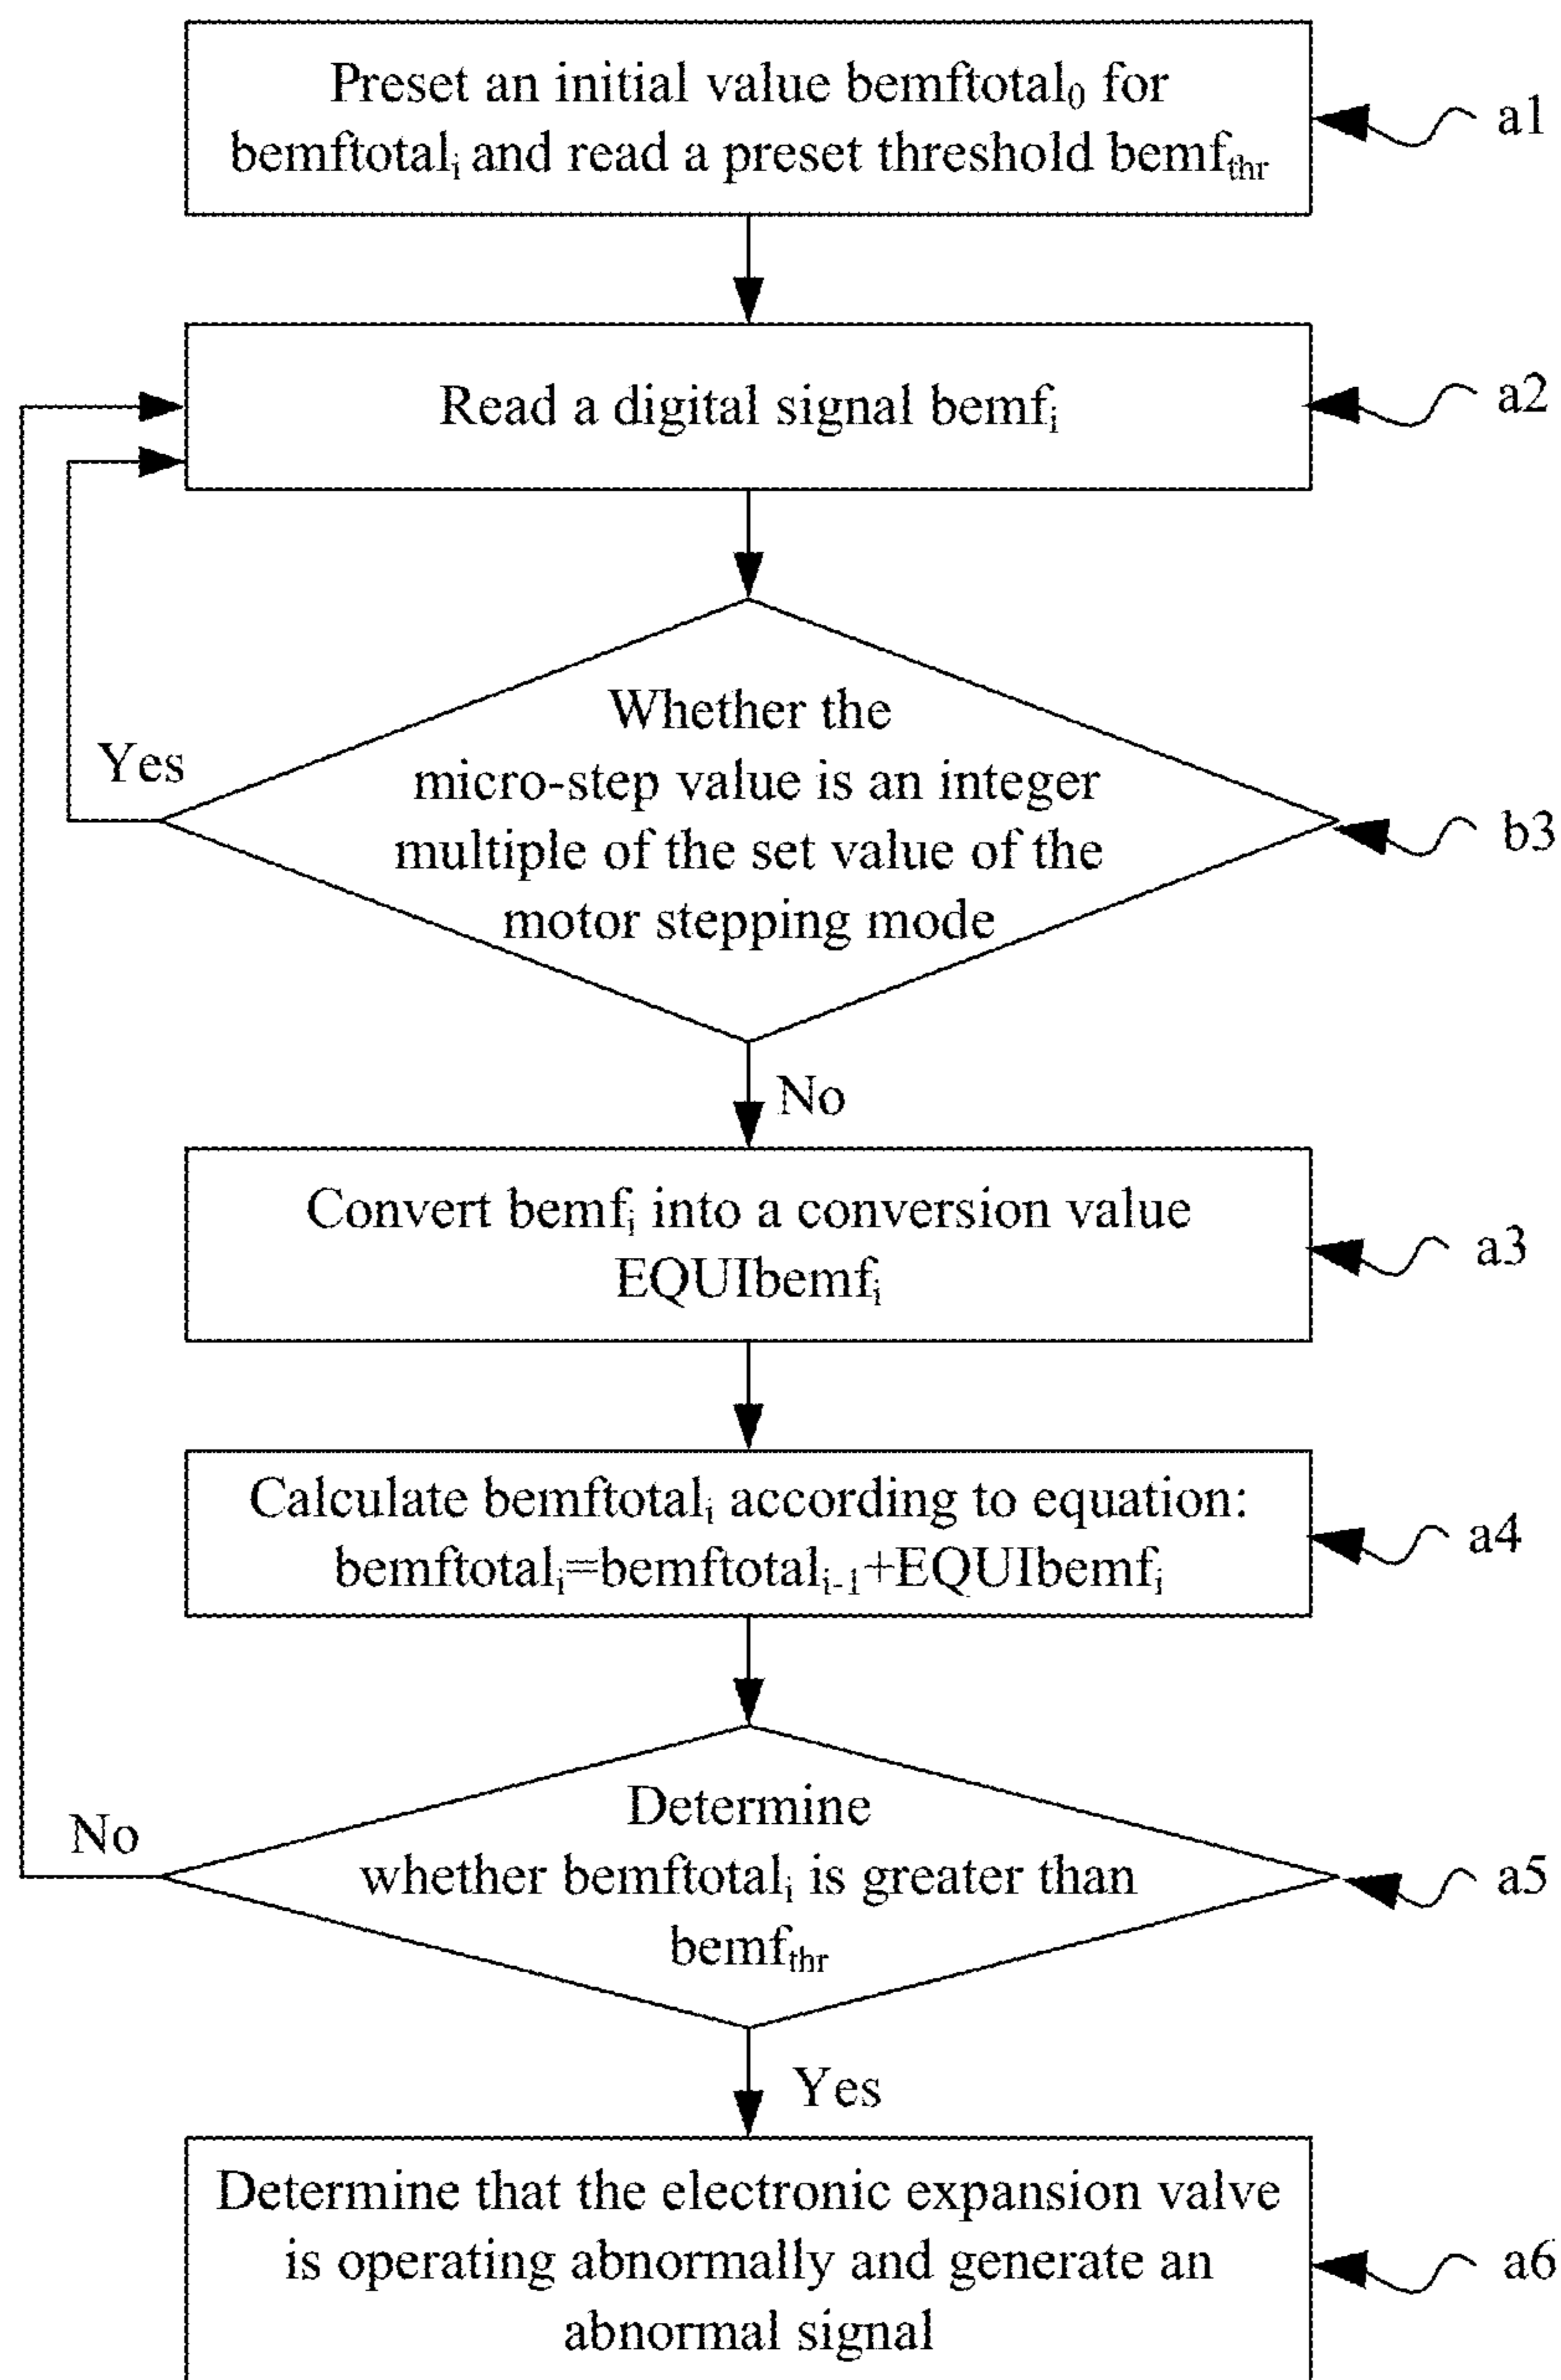 Preset an initial value bemftotal₀ for
bemftotalᵢ and read a preset threshold bemfₜₕᵣ
a1
Read a digital signal bemfᵢ
a2
Whether the
micro-step value is an integer
multiple of the set value of the
motor stepping mode
Yes
b3
No
Convert bemfᵢ into a conversion value
EQUIbemfᵢ
a3
Calculate bemftotalᵢ according to equation:
bemftotalᵢ=bemftotalᵢ₋₁+EQUIbemfᵢ
a4
Determine
whether bemftotalᵢ is greater than
bemfₜₕᵣ
No
a5
Yes
Determine that the electronic expansion valve
is operating abnormally and generate an
abnormal signal
a6